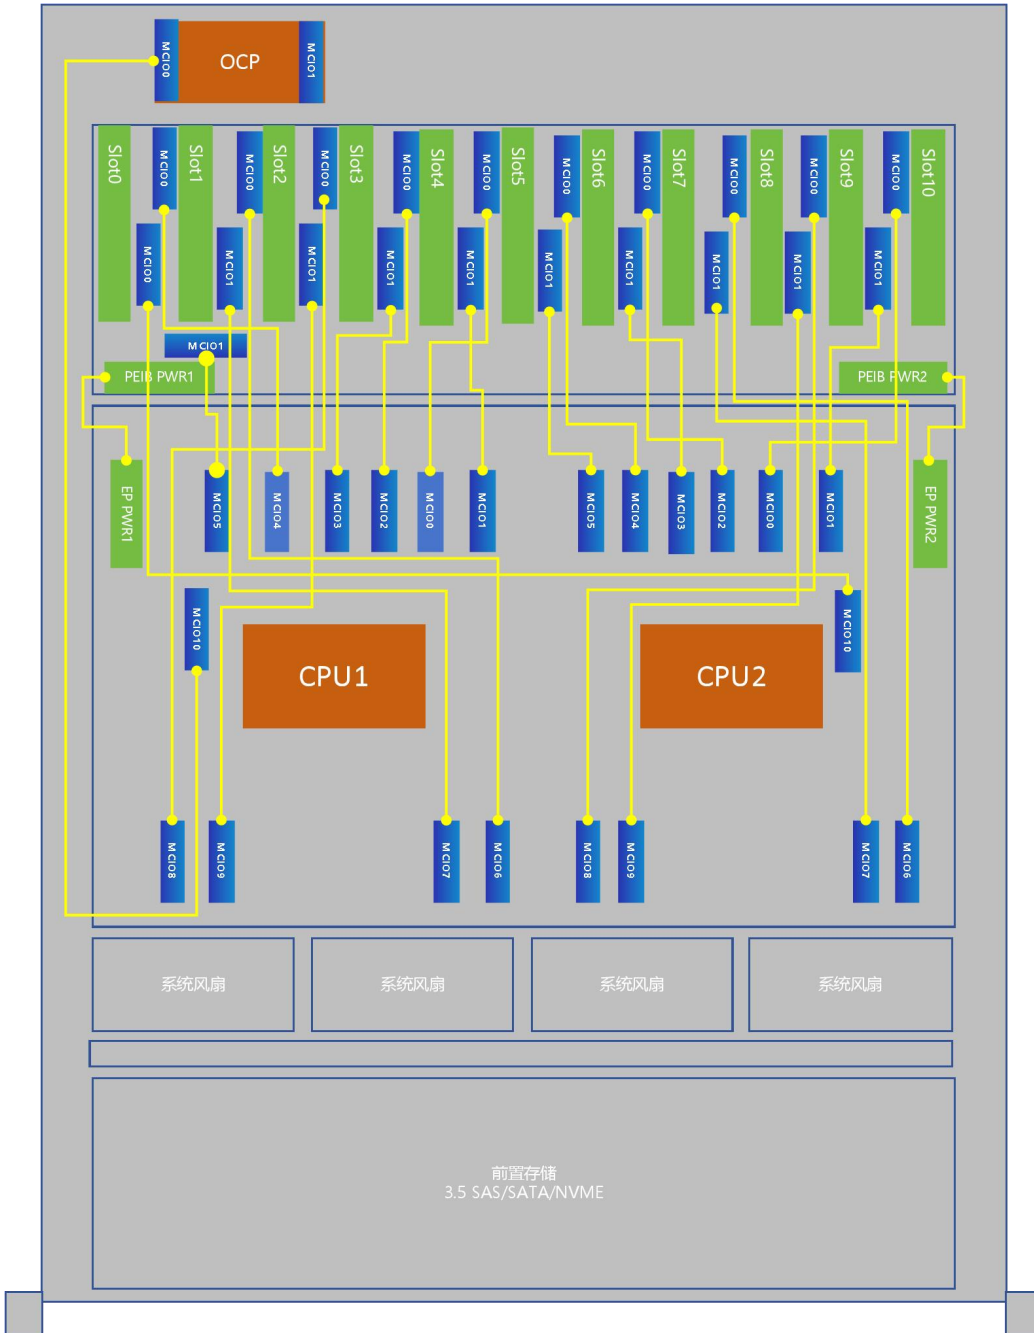 MCIO0
OCP
MCIO1
Slot0
MCIO0
Slot1
MCIO0
Slot2
MCIO0
Slot3
MCIO0
Slot4
MCIO0
Slot5
MCIO0
Slot6
MCIO0
Slot7
MCIO0
Slot8
MCIO0
Slot9
MCIO0
Slot10
MCIO0
MCIO1
MCIO1
MCIO1
MCIO1
MCIO1
MCIO1
MCIO1
MCIO1
MCIO1
MCIO1
PEIB PWR1
PEIB PWR2
EP PWR1
MCIO5
MCIO4
MCIO3
MCIO2
MCIO0
MCIO1
MCIO5
MCIO4
MCIO3
MCIO2
MCIO0
MCIO1
EP PWR2
MCIO10
MCIO10
CPU1
CPU2
MCIO8
MCIO9
MCIO7
MCIO6
MCIO8
MCIO9
MCIO7
MCIO6
系统风扇
系统风扇
系统风扇
系统风扇
前置存储
3.5 SAS/SATA/NVME